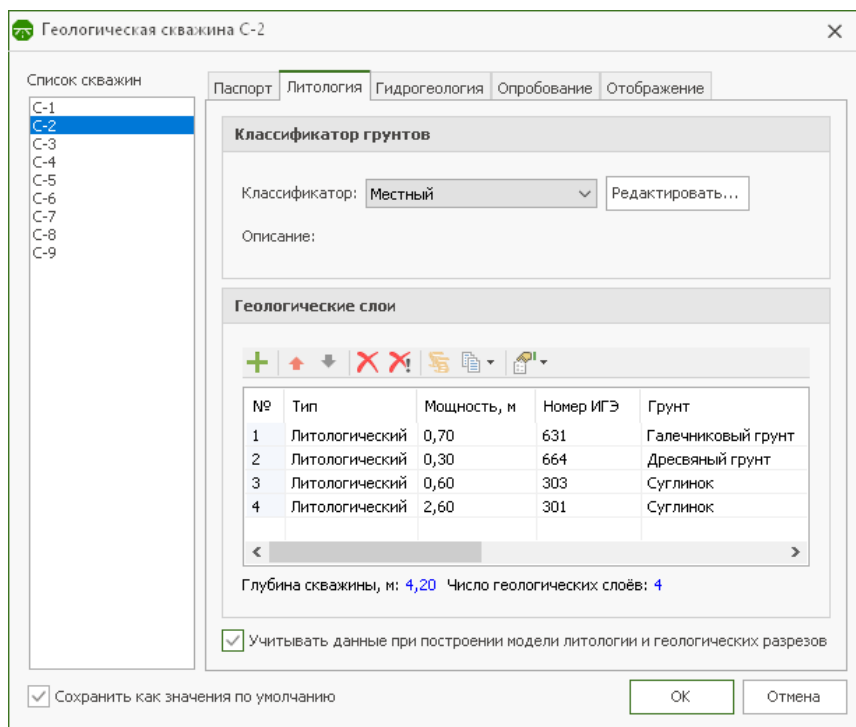 Геологическая скважина С-2
Список скважин
С-1
С-2
С-3
С-4
С-5
С-6
С-7
С-8
С-9
Паспорт Литология Гидрогеология Опробование Отображение
Классификатор грунтов
Классификатор: Местный Редактировать...
Описание:
Геологические слои
№ Тип Мощность, м Номер ИГЭ Грунт
1 Литологический 0,70 631 Галечниковый грунт
2 Литологический 0,30 664 Дресвяный грунт
3 Литологический 0,60 303 Суглинок
4 Литологический 2,60 301 Суглинок
Глубина скважины, м: 4,20 Число геологических слоёв: 4
Учитывать данные при построении модели литологии и геологических разрезов
Сохранить как значения по умолчанию ОК Отмена